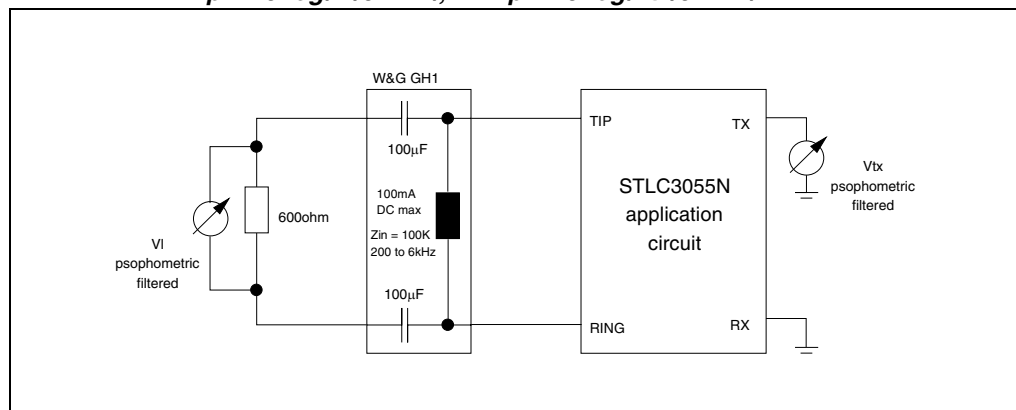 W&G GH1
100μF
100mA
DC max
Zin = 100K
200 to 6kHz
100μF
600ohm
Vl
psophometric
filtered
TIP
RING
STLC3055N
application
circuit
TX
RX
Vtx
psophometric
filtered